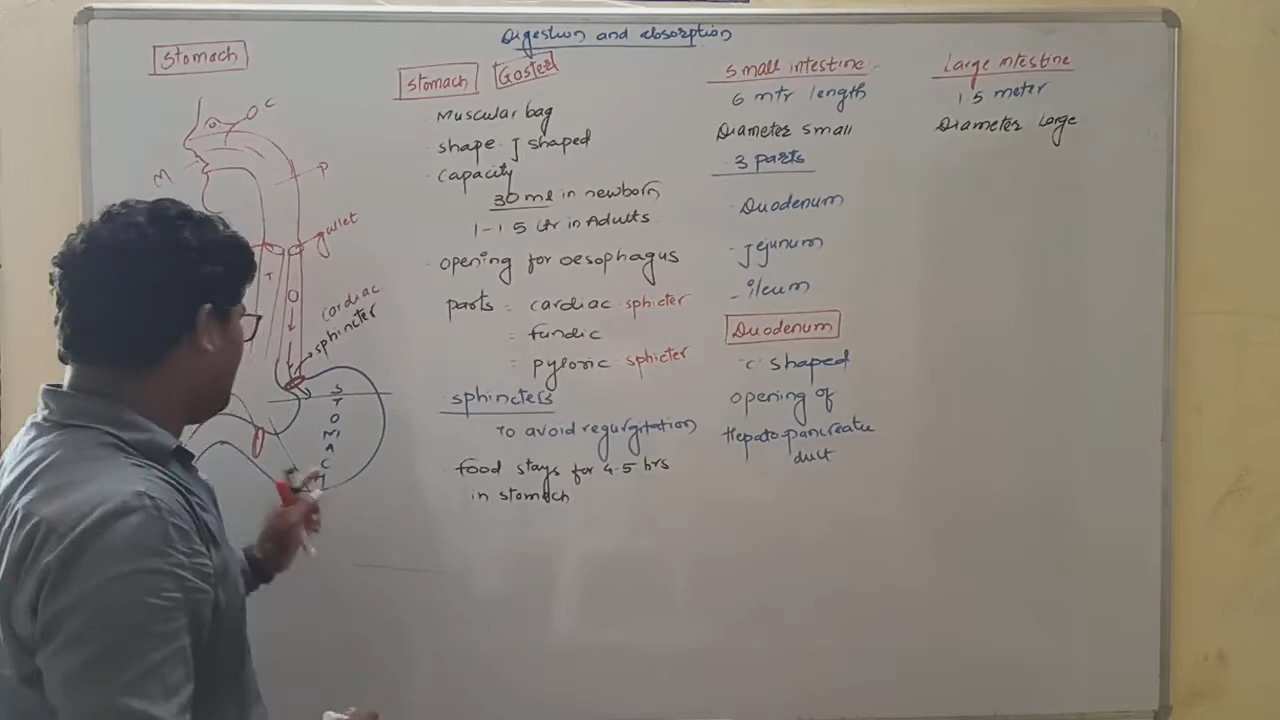 Digestion and absorption
Stomach
C
M
P
gullet
T
O
cardiac
sphincter
STOMACH
Stomach Gaster
Muscular bag
shape J shaped
capacity
30 ml in newborn
1-1.5 Ltr in Adults
opening for oesophagus
parts = cardiac sphicter
= fundic
= pyloric sphicter
sphincters
To avoid regurgitation
food stays for 4-5 hrs
in stomach
Small intestine
6 mtr length
Diameter small
3 parts
- Duodenum
- Jejunum
- ileum
Duodenum
'C' shaped
opening of
Hepato-pancreatic
duct
Large intestine
1.5 meter
Diameter large